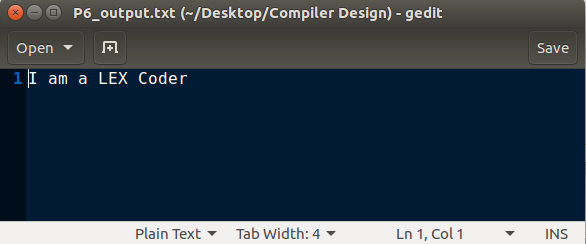 P6_output.txt (~/Desktop/Compiler Design) - gedit
Open Save
1 I am a LEX Coder
Plain Text Tab Width: 4 Ln 1, Col 1 INS